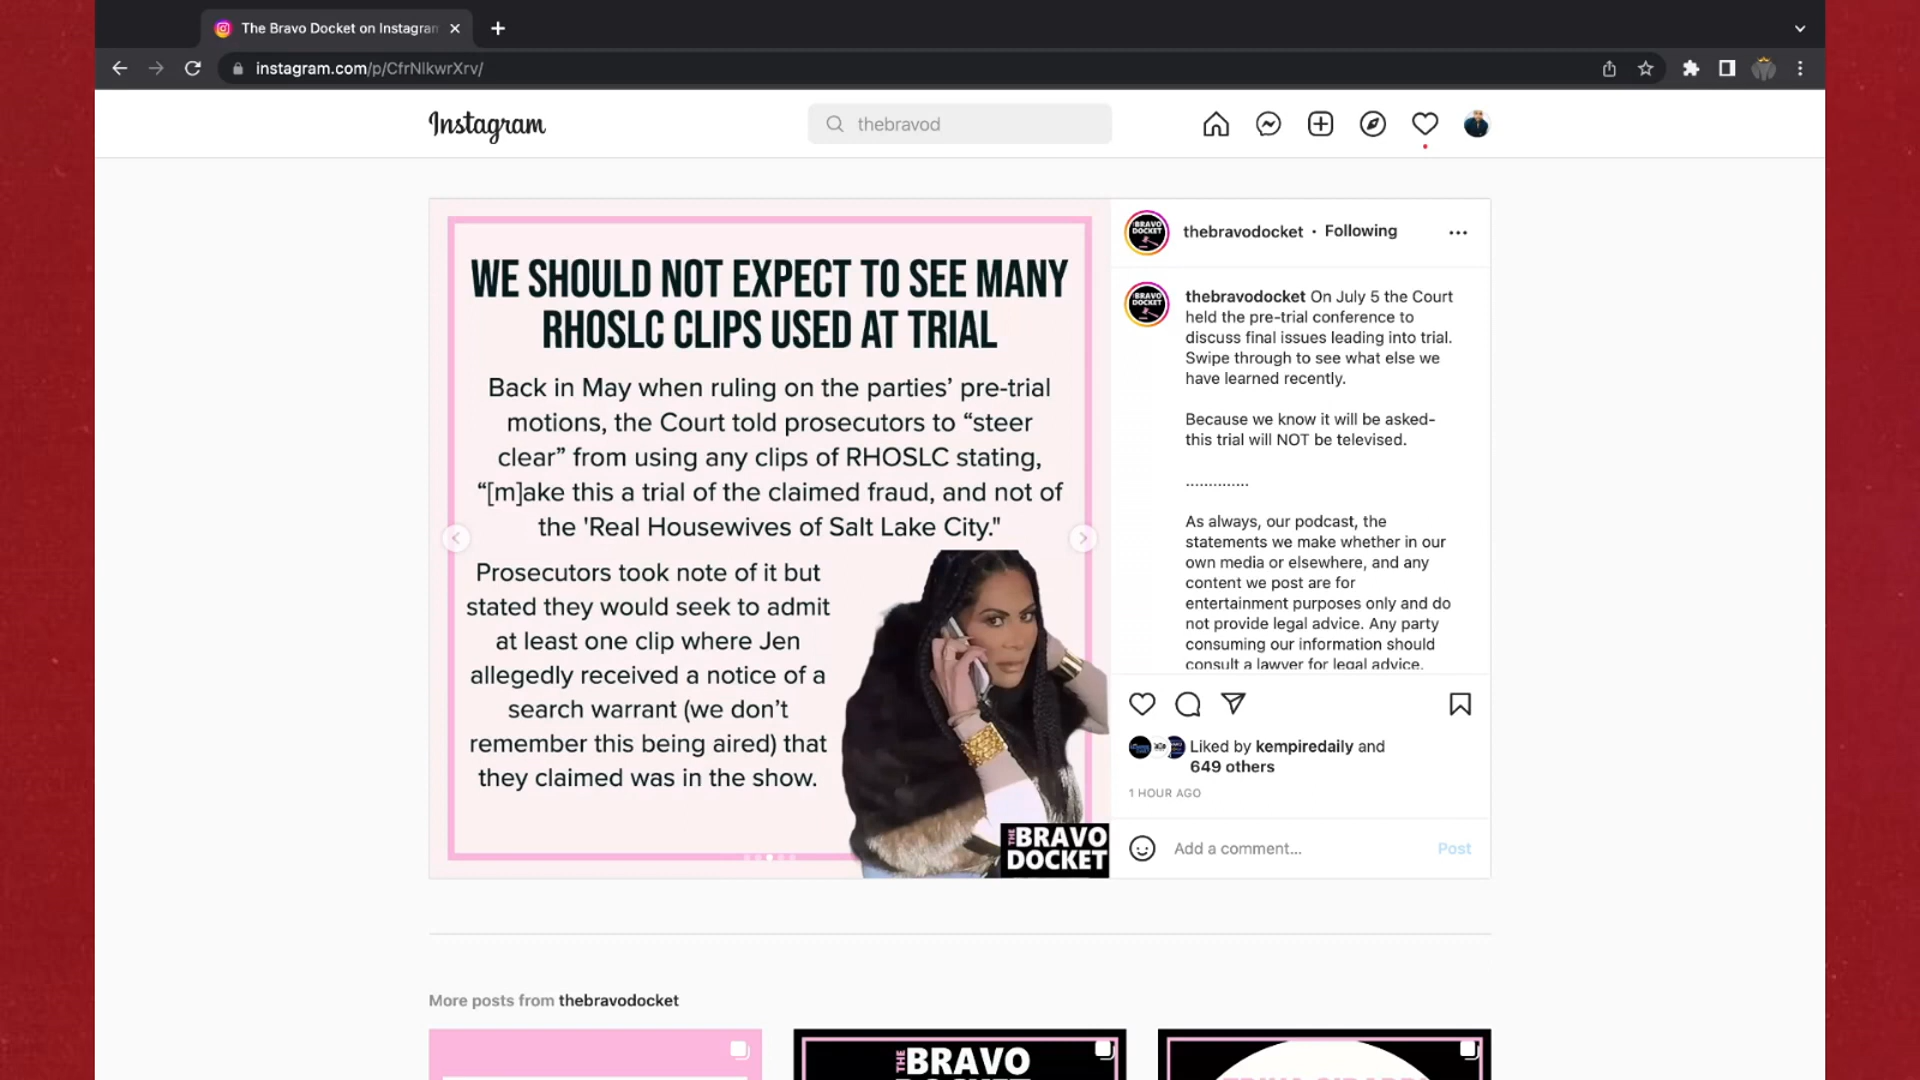 The Bravo Docket on Instagram
instagram.com/p/CfrNlkwrXrv/
Instagram
thebravod
WE SHOULD NOT EXPECT TO SEE MANY
RHOSLC CLIPS USED AT TRIAL
Back in May when ruling on the parties’ pre-trial
motions, the Court told prosecutors to “steer
clear” from using any clips of RHOSLC stating,
“[m]ake this a trial of the claimed fraud, and not of
the 'Real Housewives of Salt Lake City."
Prosecutors took note of it but
stated they would seek to admit
at least one clip where Jen
allegedly received a notice of a
search warrant (we don’t
remember this being aired) that
they claimed was in the show.
THE BRAVO
DOCKET
BRAVO
DOCKET
thebravodocket • Following
BRAVO
DOCKET
thebravodocket On July 5 the Court
held the pre-trial conference to
discuss final issues leading into trial.
Swipe through to see what else we
have learned recently.
Because we know it will be asked-
this trial will NOT be televised.
..............
As always, our podcast, the
statements we make whether in our
own media or elsewhere, and any
content we post are for
entertainment purposes only and do
not provide legal advice. Any party
consuming our information should
consult a lawyer for legal advice.
Liked by kempiredaily and
649 others
1 HOUR AGO
Add a comment... Post
More posts from thebravodocket
THE BRAVO